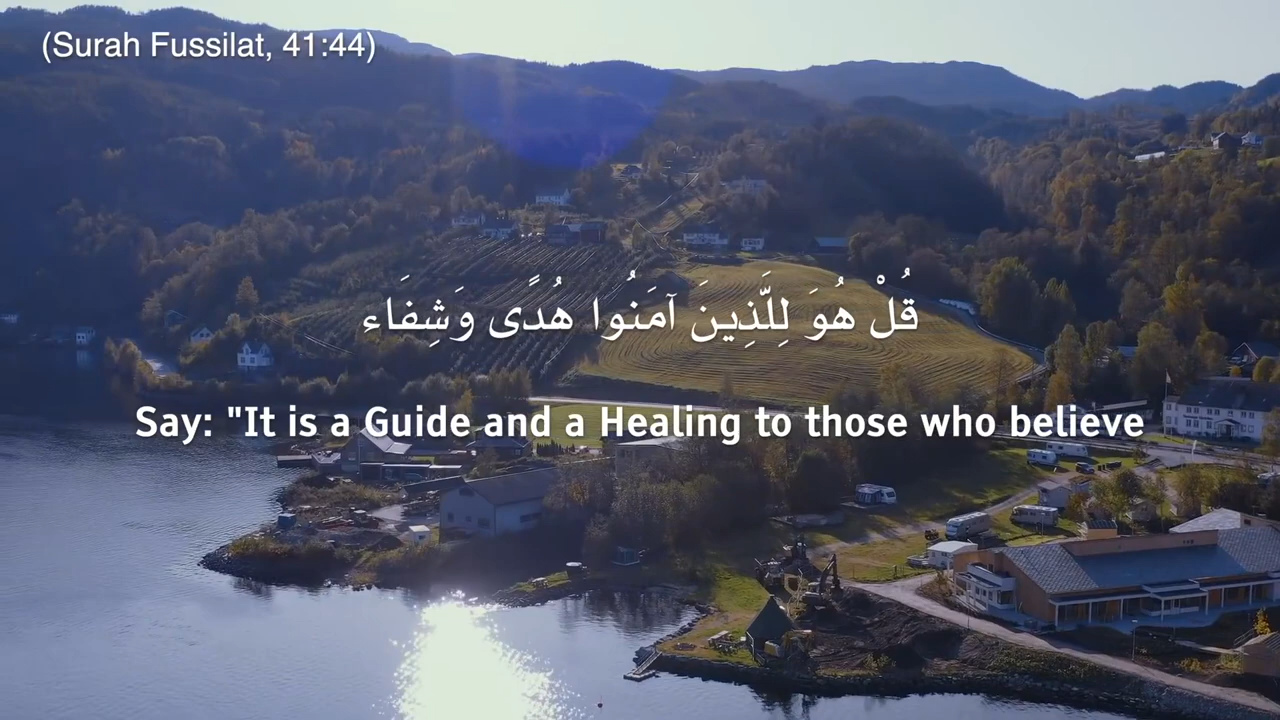 (Surah Fussilat, 41:44)
قُلْ هُوَ لِلَّذِينَ آمَنُوا هُدًى وَشِفَاء
Say: "It is a Guide and a Healing to those who believe